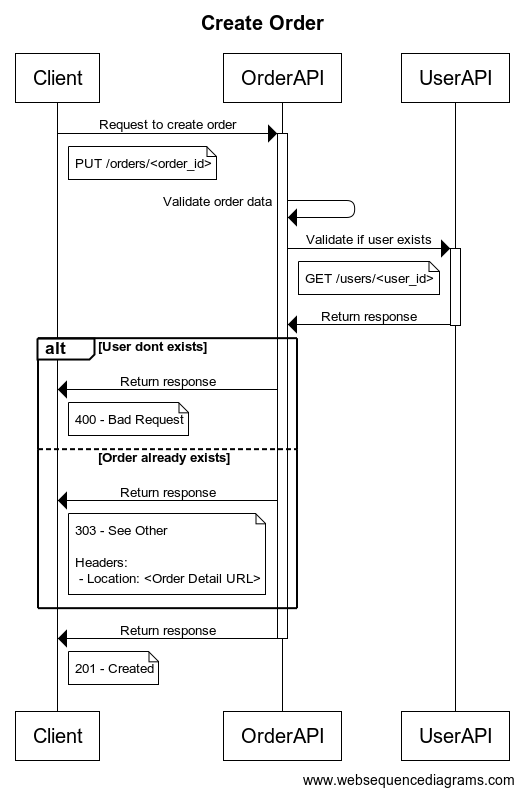 Create Order
Client
OrderAPI
UserAPI
Request to create order
PUT /orders/<order_id>
Validate order data
Validate if user exists
GET /users/<user_id>
Return response
alt
[User dont exists]
Return response
400 - Bad Request
[Order already exists]
Return response
303 - See Other
Headers:
- Location: <Order Detail URL>
Return response
201 - Created
Client
OrderAPI
UserAPI
www.websequencediagrams.com